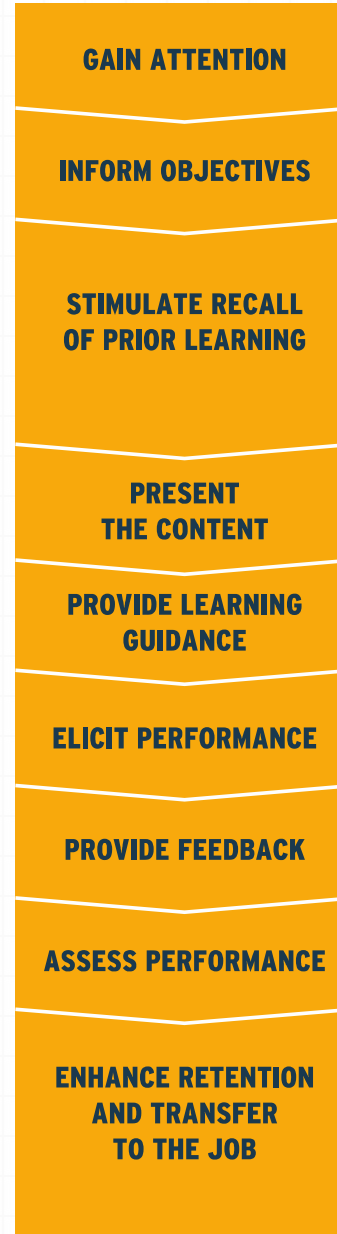 GAIN ATTENTION
INFORM OBJECTIVES
STIMULATE RECALL
OF PRIOR LEARNING
PRESENT
THE CONTENT
PROVIDE LEARNING
GUIDANCE
ELICIT PERFORMANCE
PROVIDE FEEDBACK
ASSESS PERFORMANCE
ENHANCE RETENTION
AND TRANSFER
TO THE JOB